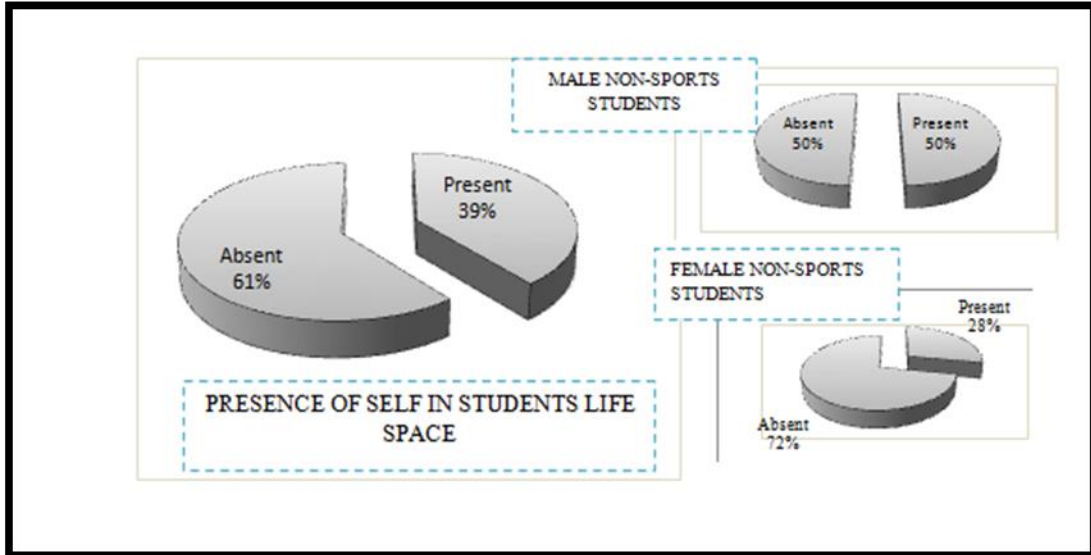 MALE NON-SPORTS
STUDENTS
Absent
50%
Present
50%
Present
39%
Absent
61%
FEMALE NON-SPORTS
STUDENTS
Present
28%
Absent
72%
PRESENCE OF SELF IN STUDENTS LIFE
SPACE